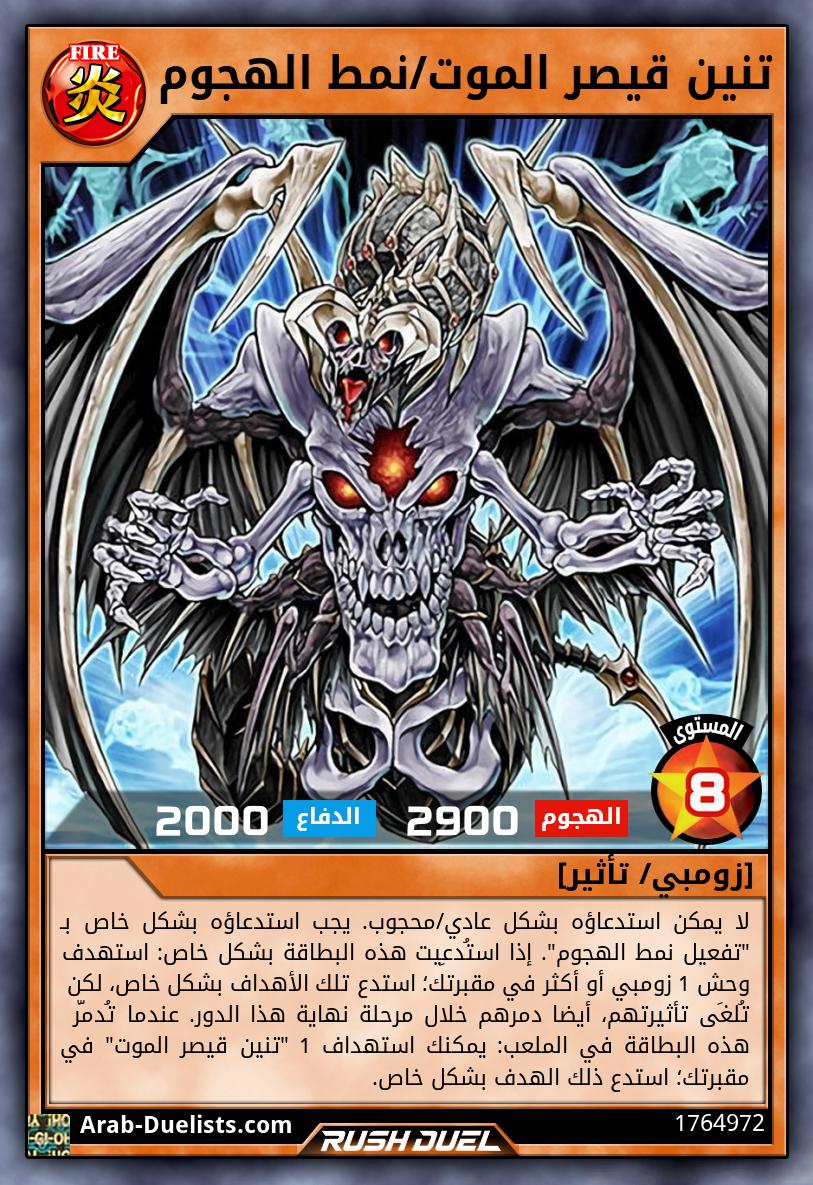 FIRE
炎
تنين قيصر الموت/نمط الهجوم
المستوى
8
الهجوم 2900 الدفاع 2000
[زومبي/ تأثير]
لا يمكن استدعاؤه بشكل عادي/محجوب. يجب استدعاؤه بشكل خاص بـ
"تفعيل نمط الهجوم". إذا استُدعِيت هذه البطاقة بشكل خاص: استهدف
وحش 1 زومبي أو أكثر في مقبرتكَ؛ استدع تلك الأهداف بشكل خاص، لكن
تُلغَى تأثيرتهم، أيضا دمرهم خلال مرحلة نهاية هذا الدور. عندما تُدمرّ
هذه البطاقة في الملعب: يمكنك استهداف 1 "تنين قيصر الموت" في
مقبرتك؛ استدع ذلك الهدف بشكل خاص.
Arab-Duelists.com
RUSH DUEL
1764972